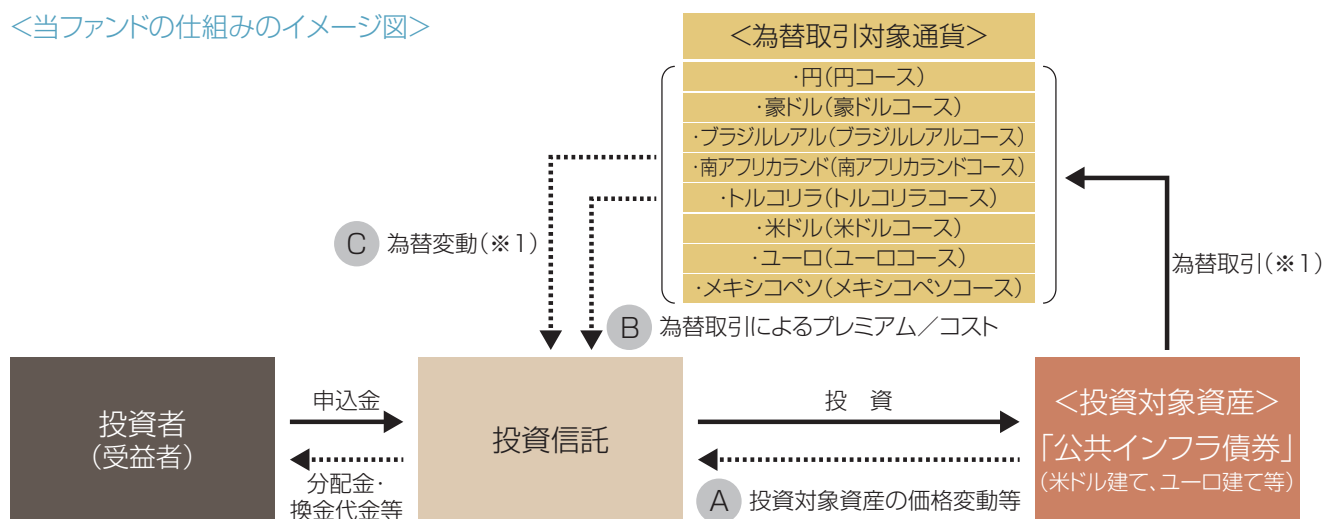 ＜当ファンドの仕組みのイメージ図＞
＜為替取引対象通貨＞
・円（円コース）
・豪ドル（豪ドルコース）
・ブラジルレアル（ブラジルレアルコース）
・南アフリカランド（南アフリカランドコース）
・トルコリラ（トルコリラコース）
・米ドル（米ドルコース）
・ユーロ（ユーロコース）
・メキシコペソ（メキシコペソコース）
C 為替変動（※1）
為替取引（※1）
B 為替取引によるプレミアム／コスト
投資者
（受益者）
申込金
分配金・
換金代金等
投資信託
投　資
A 投資対象資産の価格変動等
＜投資対象資産＞
「公共インフラ債券」
（米ドル建て、ユーロ建て等）